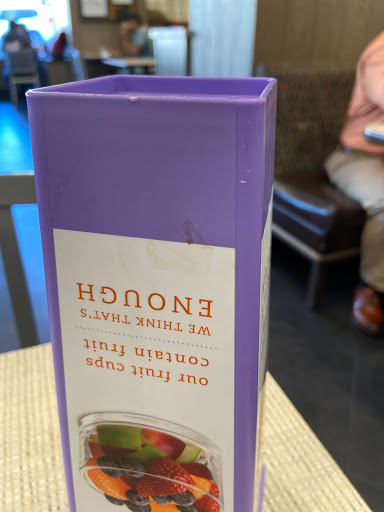 our fruit cups
contain fruit
WE THINK THAT'S
ENOUGH